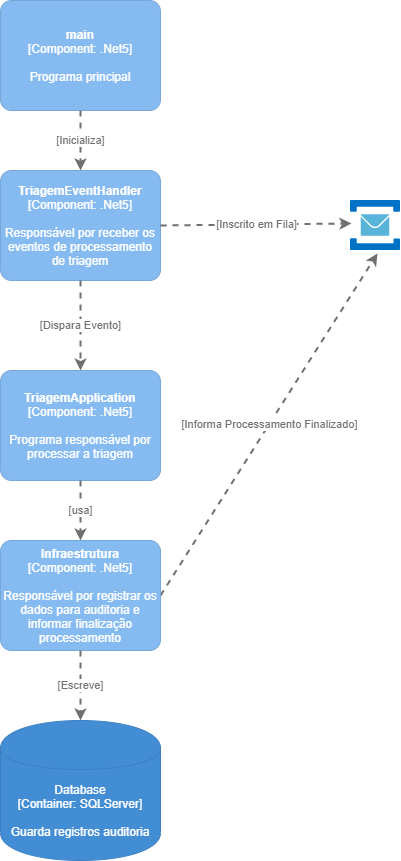 main
[Component: .Net5]
Programa principal
[Inicializa]
TriagemEventHandler
[Component: .Net5]
Responsável por receber os
eventos de processamento
de triagem
[Inscrito em Fila]
[Dispara Evento]
TriagemApplication
[Component: .Net5]
Programa responsável por
processar a triagem
[Informa Processamento Finalizado]
[usa]
Infraestrutura
[Component: .Net5]
Responsável por registrar os
dados para auditoria e
informar finalização
processamento
[Escreve]
Database
[Container: SQLServer]
Guarda registros auditoria